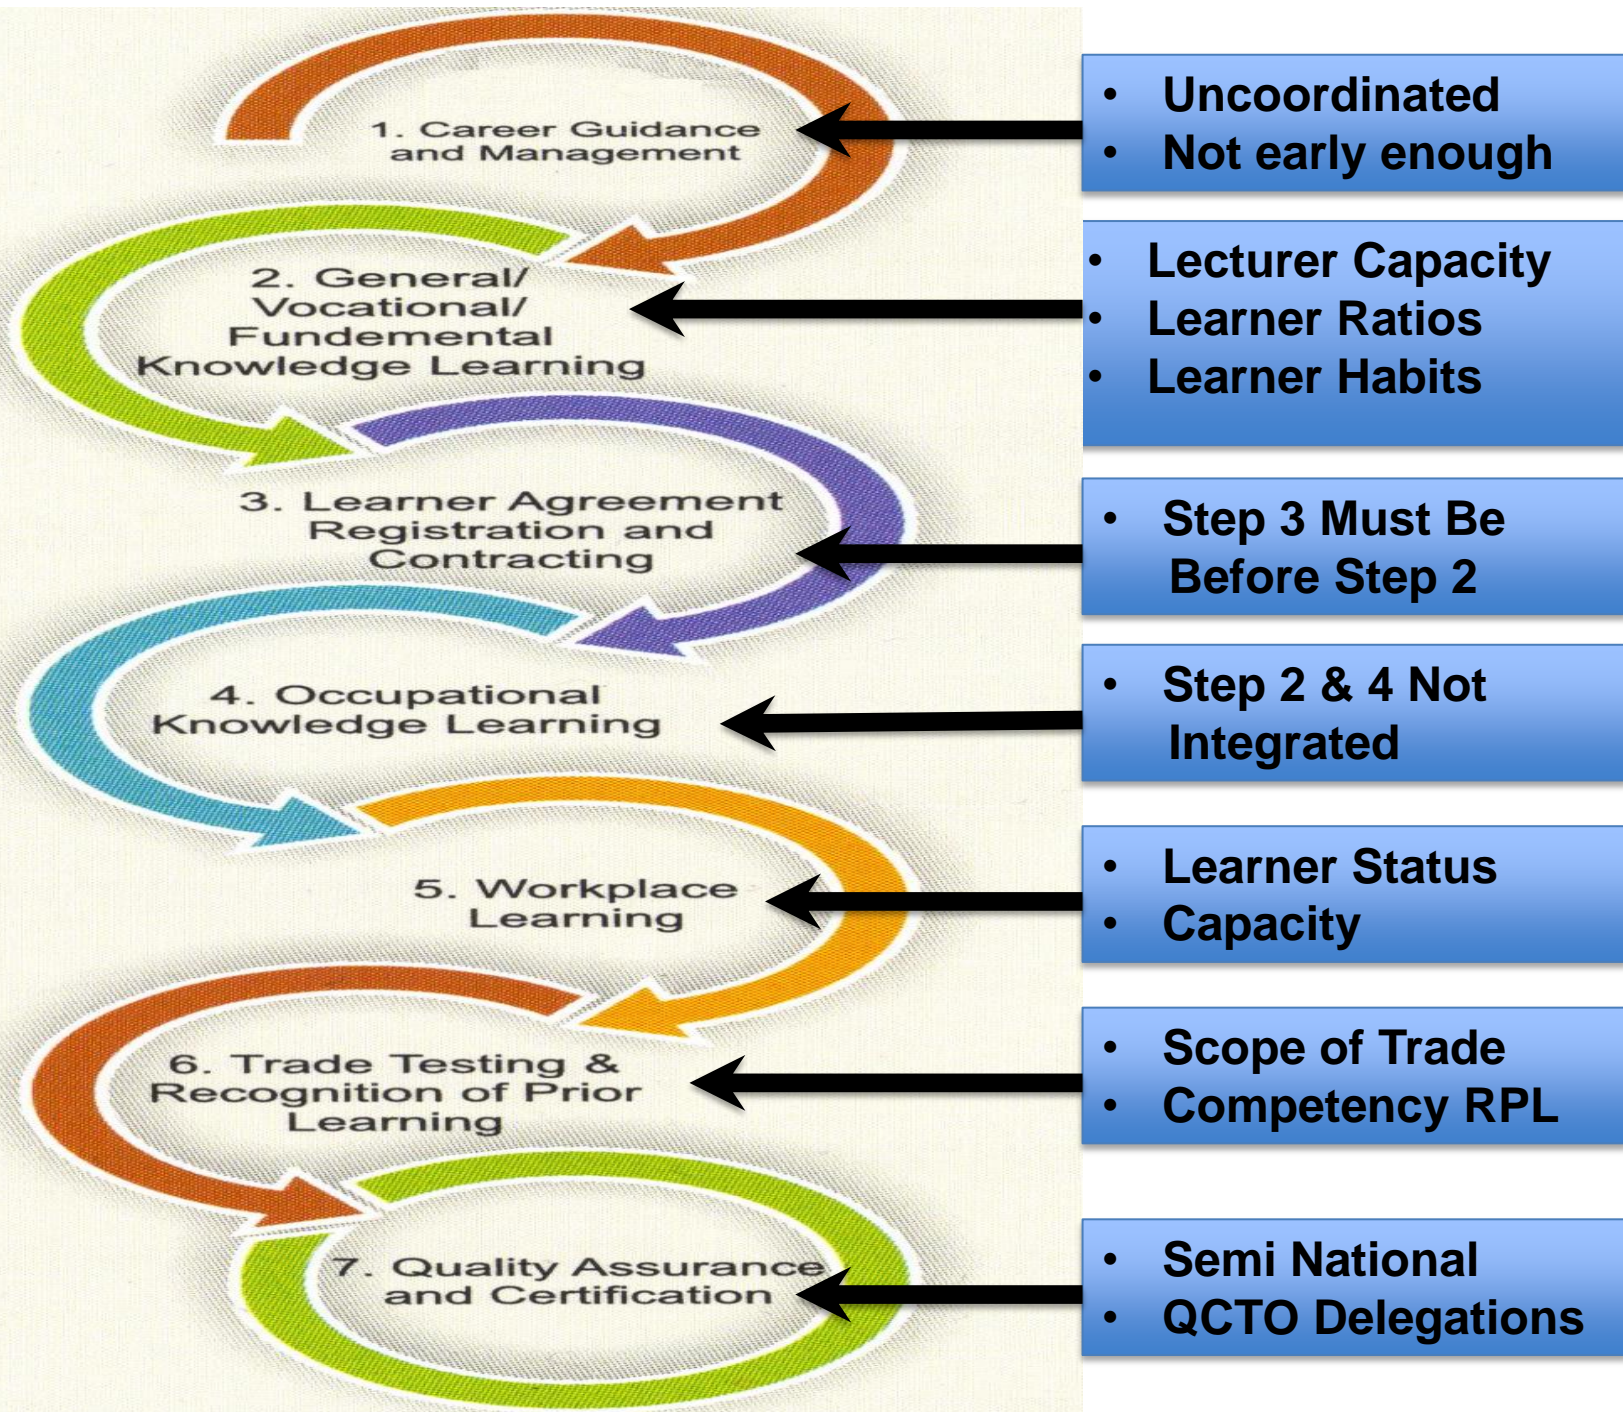 1. Career Guidance
and Management
• Uncoordinated
• Not early enough
2. General/
Vocational/
Fundemental
Knowledge Learning
• Lecturer Capacity
• Learner Ratios
• Learner Habits
3. Learner Agreement
Registration and
Contracting
• Step 3 Must Be
Before Step 2
4. Occupational
Knowledge Learning
• Step 2 & 4 Not
Integrated
5. Workplace
Learning
• Learner Status
• Capacity
6. Trade Testing &
Recognition of Prior
Learning
• Scope of Trade
• Competency RPL
7. Quality Assurance
and Certification
• Semi National
• QCTO Delegations